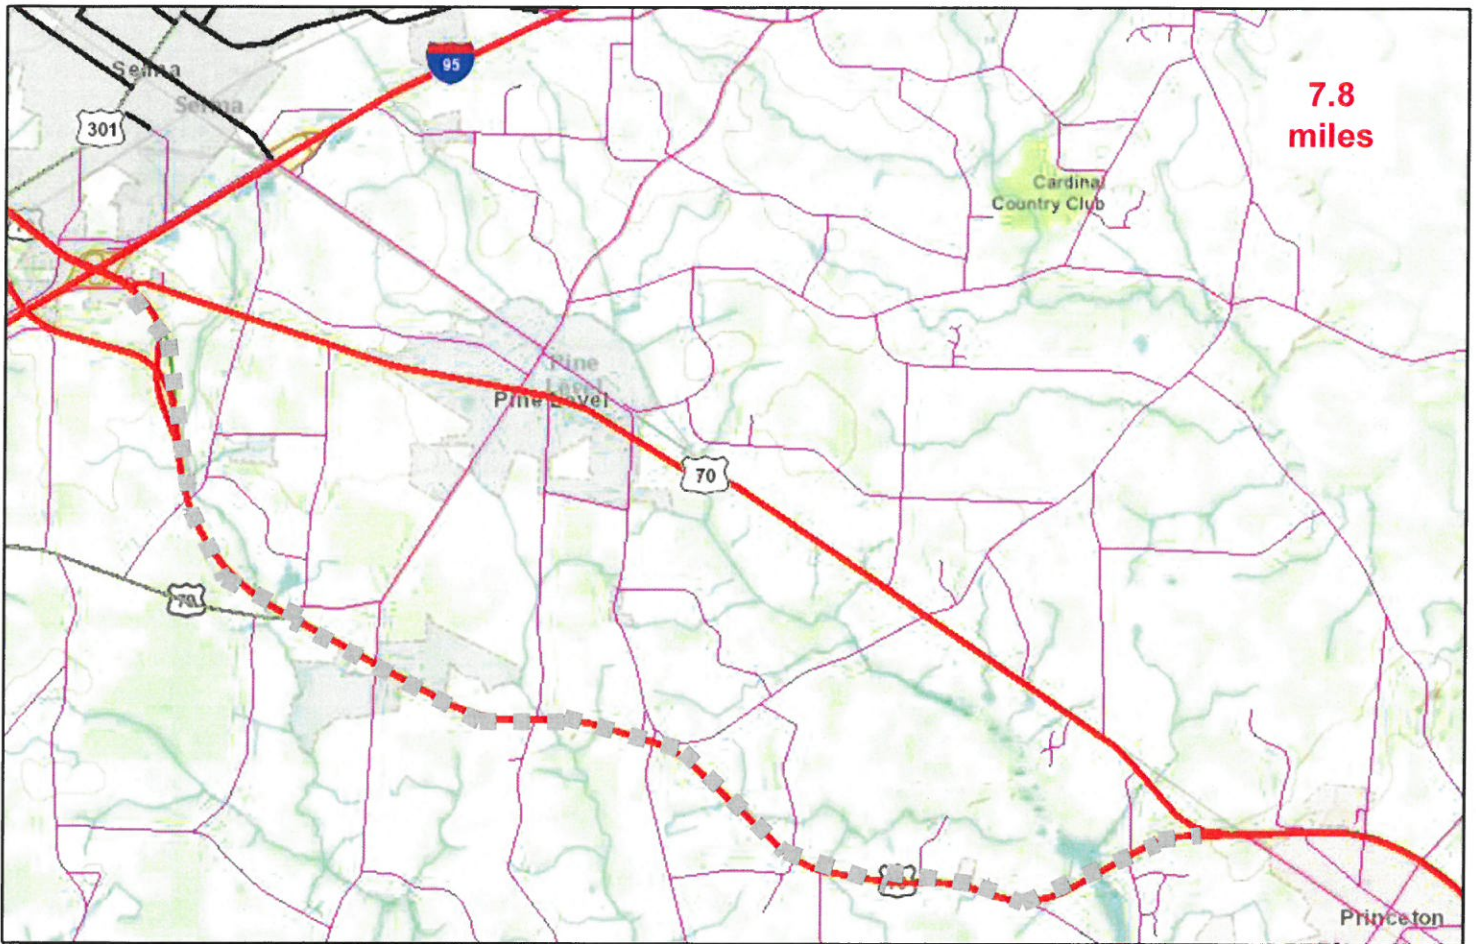 Selma
Selma
95
301
7.8
miles
Cardinal
Country Club
Pine
Level
Pine Level
70
70
Princeton